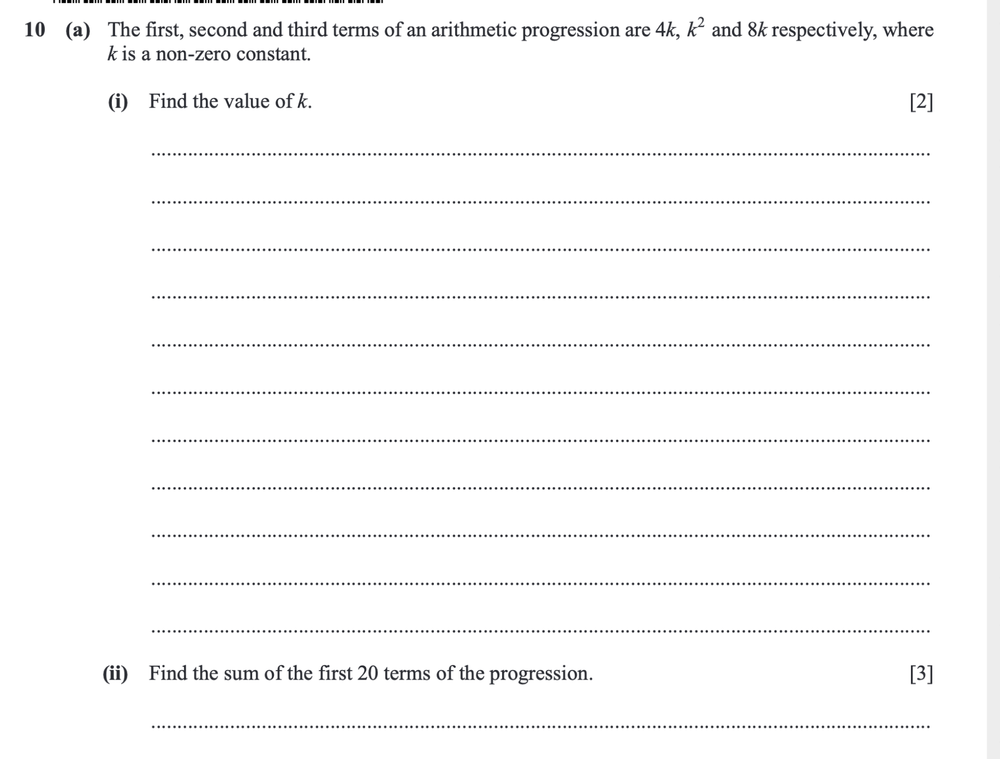 10 (a) The first, second and third terms of an arithmetic progression are 4k, k² and 8k respectively, where
k is a non-zero constant.
(i) Find the value of k. [2]
(ii) Find the sum of the first 20 terms of the progression. [3]